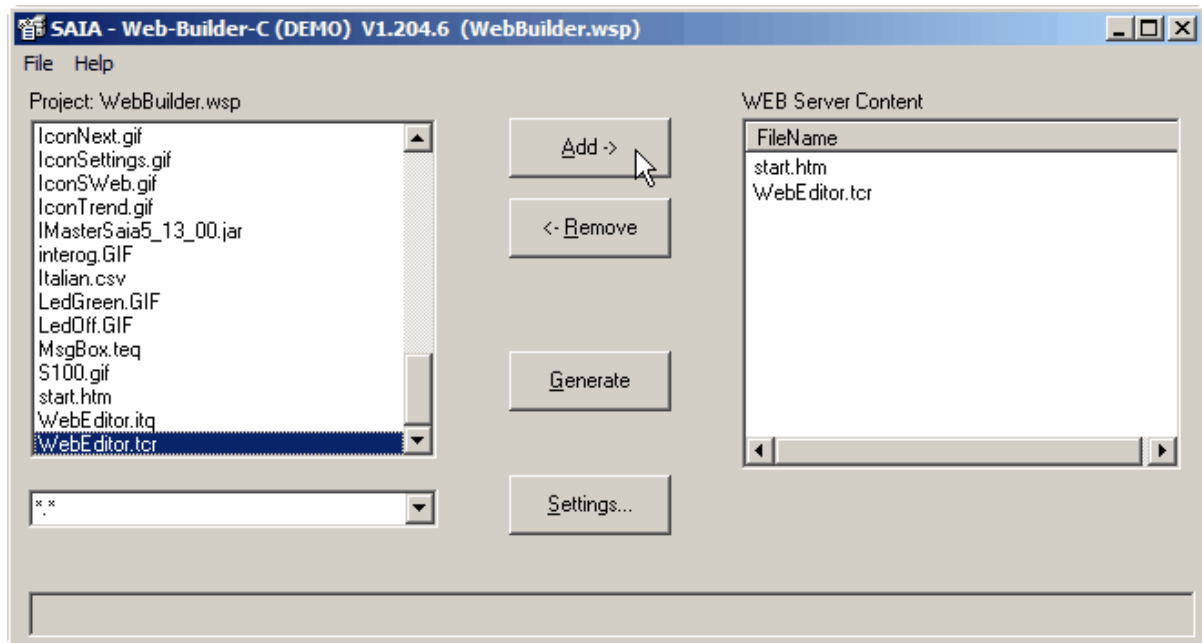 SAIA - Web-Builder-C (DEMO) V1.204.6 (WebBuilder.wsp)
File Help
Project: WebBuilder.wsp
IconNext.gif
IconSettings.gif
IconSWeb.gif
IconTrend.gif
IMasterSaia5_13_00.jar
interog.GIF
Italian.csv
LedGreen.GIF
LedOff.GIF
MsgBox.teq
S100.gif
start.htm
WebEditor.itq
WebEditor.tcr
*.*
Add ->
<- Remove
Generate
Settings...
WEB Server Content
FileName
start.htm
WebEditor.tcr